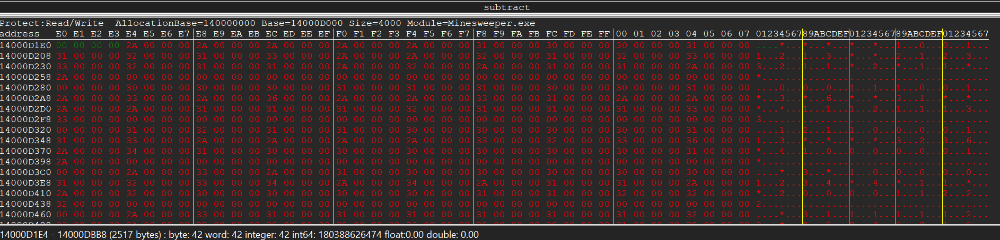 subtract
Protect:Read/Write AllocationBase=140000000 Base=14000D000 Size=4000 Module=Minesweeper.exe
address E0 E1 E2 E3 E4 E5 E6 E7 E8 E9 EA EB EC ED EE EF F0 F1 F2 F3 F4 F5 F6 F7 F8 F9 FA FB FC FD FE FF 00 01 02 03 04 05 06 07 0123456789ABCDEF0123456789ABCDEF01234567
14000D1E0 00 00 00 00 2A 00 00 00 2A 00 00 00 2A 00 00 00 2A 00 00 00 2A 00 00 00 31 00 00 00 30 00 00 00 30 00 00 00 31 00 00 00 ....*...*...*...*...*...1...0...0...1...
14000D208 31 00 00 00 32 00 00 00 31 00 00 00 33 00 00 00 2A 00 00 00 2A 00 00 00 32 00 00 00 31 00 00 00 32 00 00 00 33 00 00 00 1...2...1...3...*...*...2...1...2...3...
14000D230 33 00 00 00 32 00 00 00 31 00 00 00 31 00 00 00 2A 00 00 00 32 00 00 00 2A 00 00 00 31 00 00 00 31 00 00 00 2A 00 00 00 3...2...1...1...*...2...*...1...1...*...
14000D258 2A 00 00 00 00 00 00 00 00 00 00 00 00 00 00 00 00 00 00 00 00 00 00 00 00 00 00 00 00 00 00 00 00 00 00 00 00 00 00 00 *.......................................
14000D280 00 00 00 00 30 00 00 00 30 00 00 00 30 00 00 00 31 00 00 00 31 00 00 00 31 00 00 00 30 00 00 00 30 00 00 00 31 00 00 00 ....0...0...0...1...1...1...0...0...1...
14000D2A8 2A 00 00 00 33 00 00 00 2A 00 00 00 36 00 00 00 2A 00 00 00 2A 00 00 00 33 00 00 00 31 00 00 00 2A 00 00 00 2A 00 00 00 *...3...*...6...*...*...3...1...*...*...
14000D2D0 2A 00 00 00 2A 00 00 00 31 00 00 00 31 00 00 00 31 00 00 00 32 00 00 00 31 00 00 00 31 00 00 00 31 00 00 00 33 00 00 00 *...*...1...1...1...2...1...1...1...3...
14000D2F8 33 00 00 00 00 00 00 00 00 00 00 00 00 00 00 00 00 00 00 00 00 00 00 00 00 00 00 00 00 00 00 00 00 00 00 00 00 00 00 00 3.......................................
14000D320 00 00 00 00 31 00 00 00 32 00 00 00 31 00 00 00 31 00 00 00 30 00 00 00 30 00 00 00 30 00 00 00 30 00 00 00 31 00 00 00 ....1...2...1...1...0...0...0...0...1...
14000D348 31 00 00 00 33 00 00 00 2A 00 00 00 2A 00 00 00 2A 00 00 00 2A 00 00 00 33 00 00 00 32 00 00 00 33 00 00 00 36 00 00 00 1...3...*...*...*...*...3...2...3...6...
14000D370 2A 00 00 00 34 00 00 00 31 00 00 00 30 00 00 00 30 00 00 00 30 00 00 00 30 00 00 00 30 00 00 00 30 00 00 00 31 00 00 00 *...4...1...0...0...0...0...0...0...1...
14000D398 2A 00 00 00 00 00 00 00 00 00 00 00 00 00 00 00 00 00 00 00 00 00 00 00 00 00 00 00 00 00 00 00 00 00 00 00 00 00 00 00 *.......................................
14000D3C0 00 00 00 00 2A 00 00 00 33 00 00 00 2A 00 00 00 31 00 00 00 30 00 00 00 30 00 00 00 30 00 00 00 30 00 00 00 30 00 00 00 ....*...3...*...1...0...0...0...0...0...
14000D3E8 31 00 00 00 32 00 00 00 33 00 00 00 34 00 00 00 2A 00 00 00 34 00 00 00 2A 00 00 00 31 00 00 00 31 00 00 00 2A 00 00 00 1...2...3...4...*...4...*...1...1...*...
14000D410 2A 00 00 00 32 00 00 00 30 00 00 00 30 00 00 00 30 00 00 00 30 00 00 00 31 00 00 00 31 00 00 00 32 00 00 00 32 00 00 00 *...2...0...0...0...0...1...1...2...2...
14000D438 32 00 00 00 00 00 00 00 00 00 00 00 00 00 00 00 00 00 00 00 00 00 00 00 00 00 00 00 00 00 00 00 00 00 00 00 00 00 00 00 2.......................................
14000D460 00 00 00 00 2A 00 00 00 33 00 00 00 31 00 00 00 31 00 00 00 31 00 00 00 31 00 00 00 31 00 00 00 31 00 00 00 32 00 00 00 ....*...3...1...1...1...1...1...1...2...
14000D1E4 - 14000DBB8 (2517 bytes) : byte: 42 word: 42 integer: 42 int64: 180388626474 float:0.00 double: 0.00